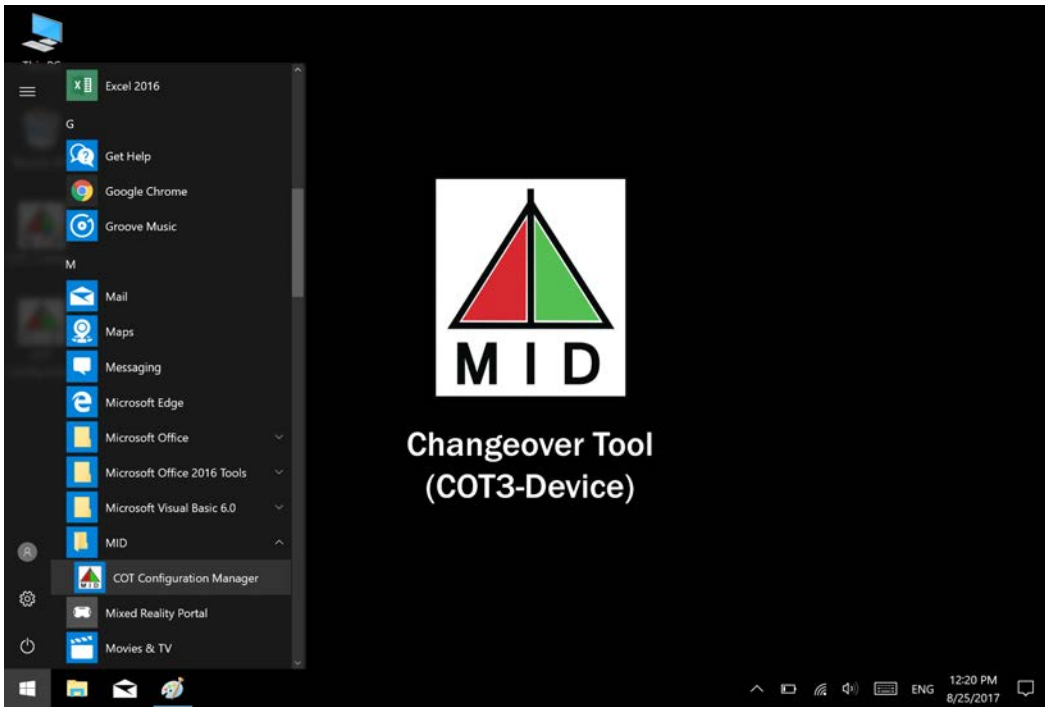 Excel 2016
G
Get Help
Google Chrome
Groove Music
M
Mail
Maps
Messaging
Microsoft Edge
Microsoft Office
Microsoft Office 2016 Tools
Microsoft Visual Basic 6.0
MID
COT Configuration Manager
Mixed Reality Portal
Movies & TV
MID
MID
Changeover Tool
(COT3-Device)
ENG
12:20 PM
8/25/2017